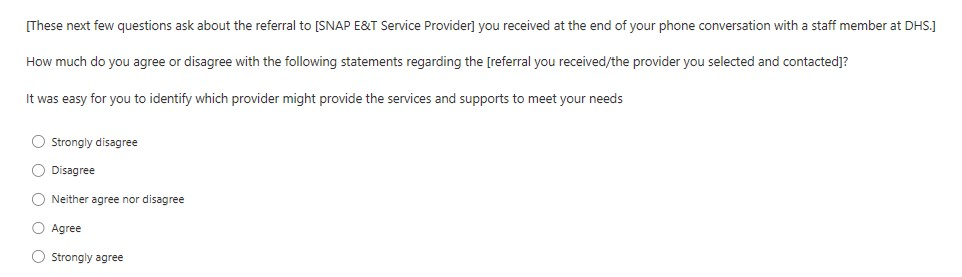 [These next few questions ask about the referral to [SNAP E&T Service Provider] you received at the end of your phone conversation with a staff member at DHS.]
How much do you agree or disagree with the following statements regarding the [referral you received/the provider you selected and contacted]?
It was easy for you to identify which provider might provide the services and supports to meet your needs
Strongly disagree
Disagree
Neither agree nor disagree
Agree
Strongly agree